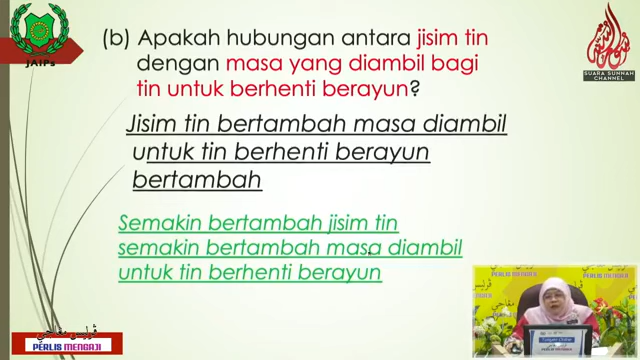 (b) Apakah hubungan antara jisim tin
dengan masa yang diambil bagi
tin untuk berhenti berayun?
JAIPs
SUARA SUNNAH
CHANNEL
Jisim tin bertambah masa diambil
untuk tin berhenti berayun
bertambah
Semakin bertambah jisim tin
semakin bertambah masa diambil
untuk tin berhenti berayun
ڤرليس مڠاجي
PERLIS MENGAJI